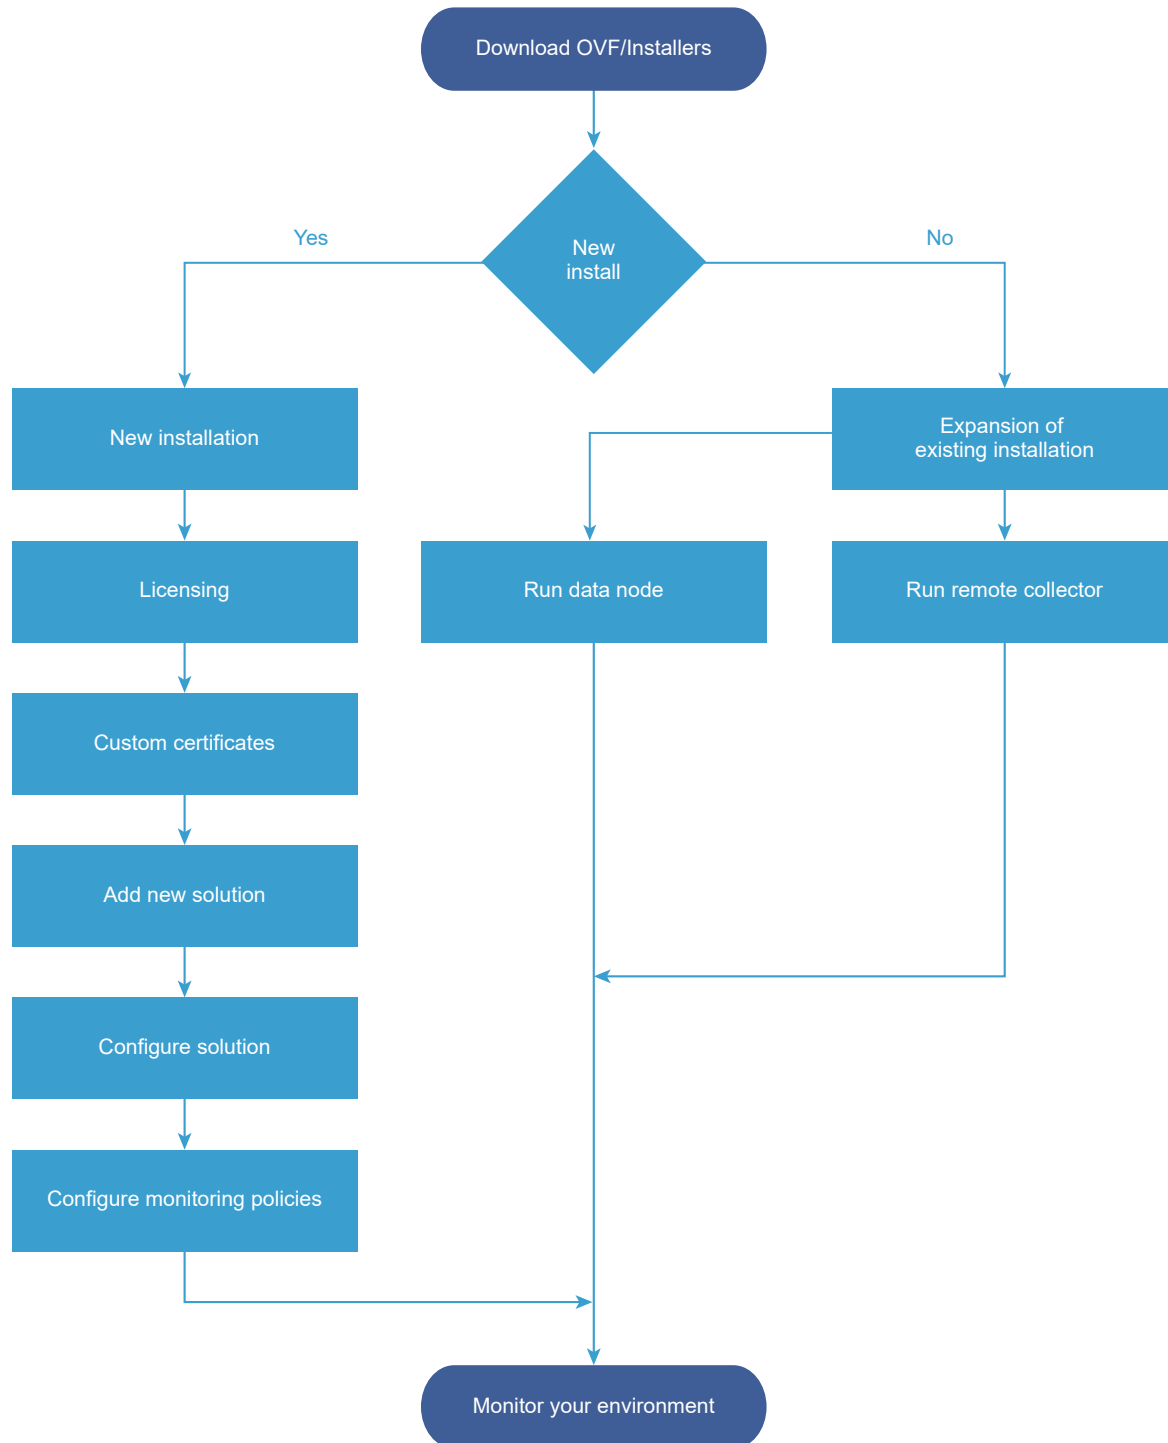 Download OVF/Installers
New
install
Yes
No
New installation
Expansion of
existing installation
Licensing
Run data node
Run remote collector
Custom certificates
Add new solution
Configure solution
Configure monitoring policies
Monitor your environment